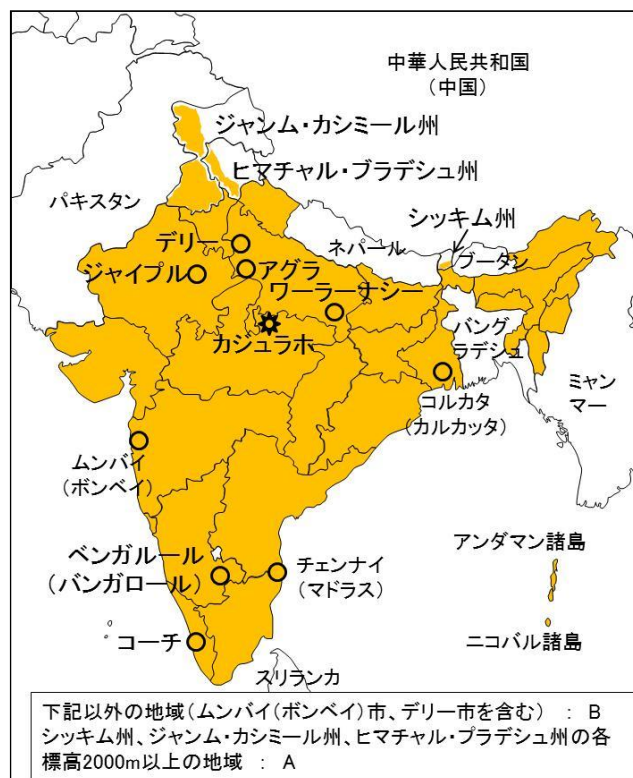 中華人民共和国
(中国)
ジャンム・カシミール州
ヒマチャル・ブラデシュ州
パキスタン
シッキム州
デリー
ネパール
ブータン
ジャイプル
アグラ
ワーラーナシー
カジュラホ
バング
ラデシュ
ミャン
マー
コルカタ
(カルカッタ)
ムンバイ
(ボンベイ)
アンダマン諸島
ベンガルール
(バンガロール)
チェンナイ
(マドラス)
コーチ
ニコバル諸島
スリランカ
下記以外の地域(ムンバイ(ボンベイ)市、デリー市を含む) : B
シッキム州、ジャンム・カシミール州、ヒマチャル・プラデシュ州の各
標高2000m以上の地域 : A